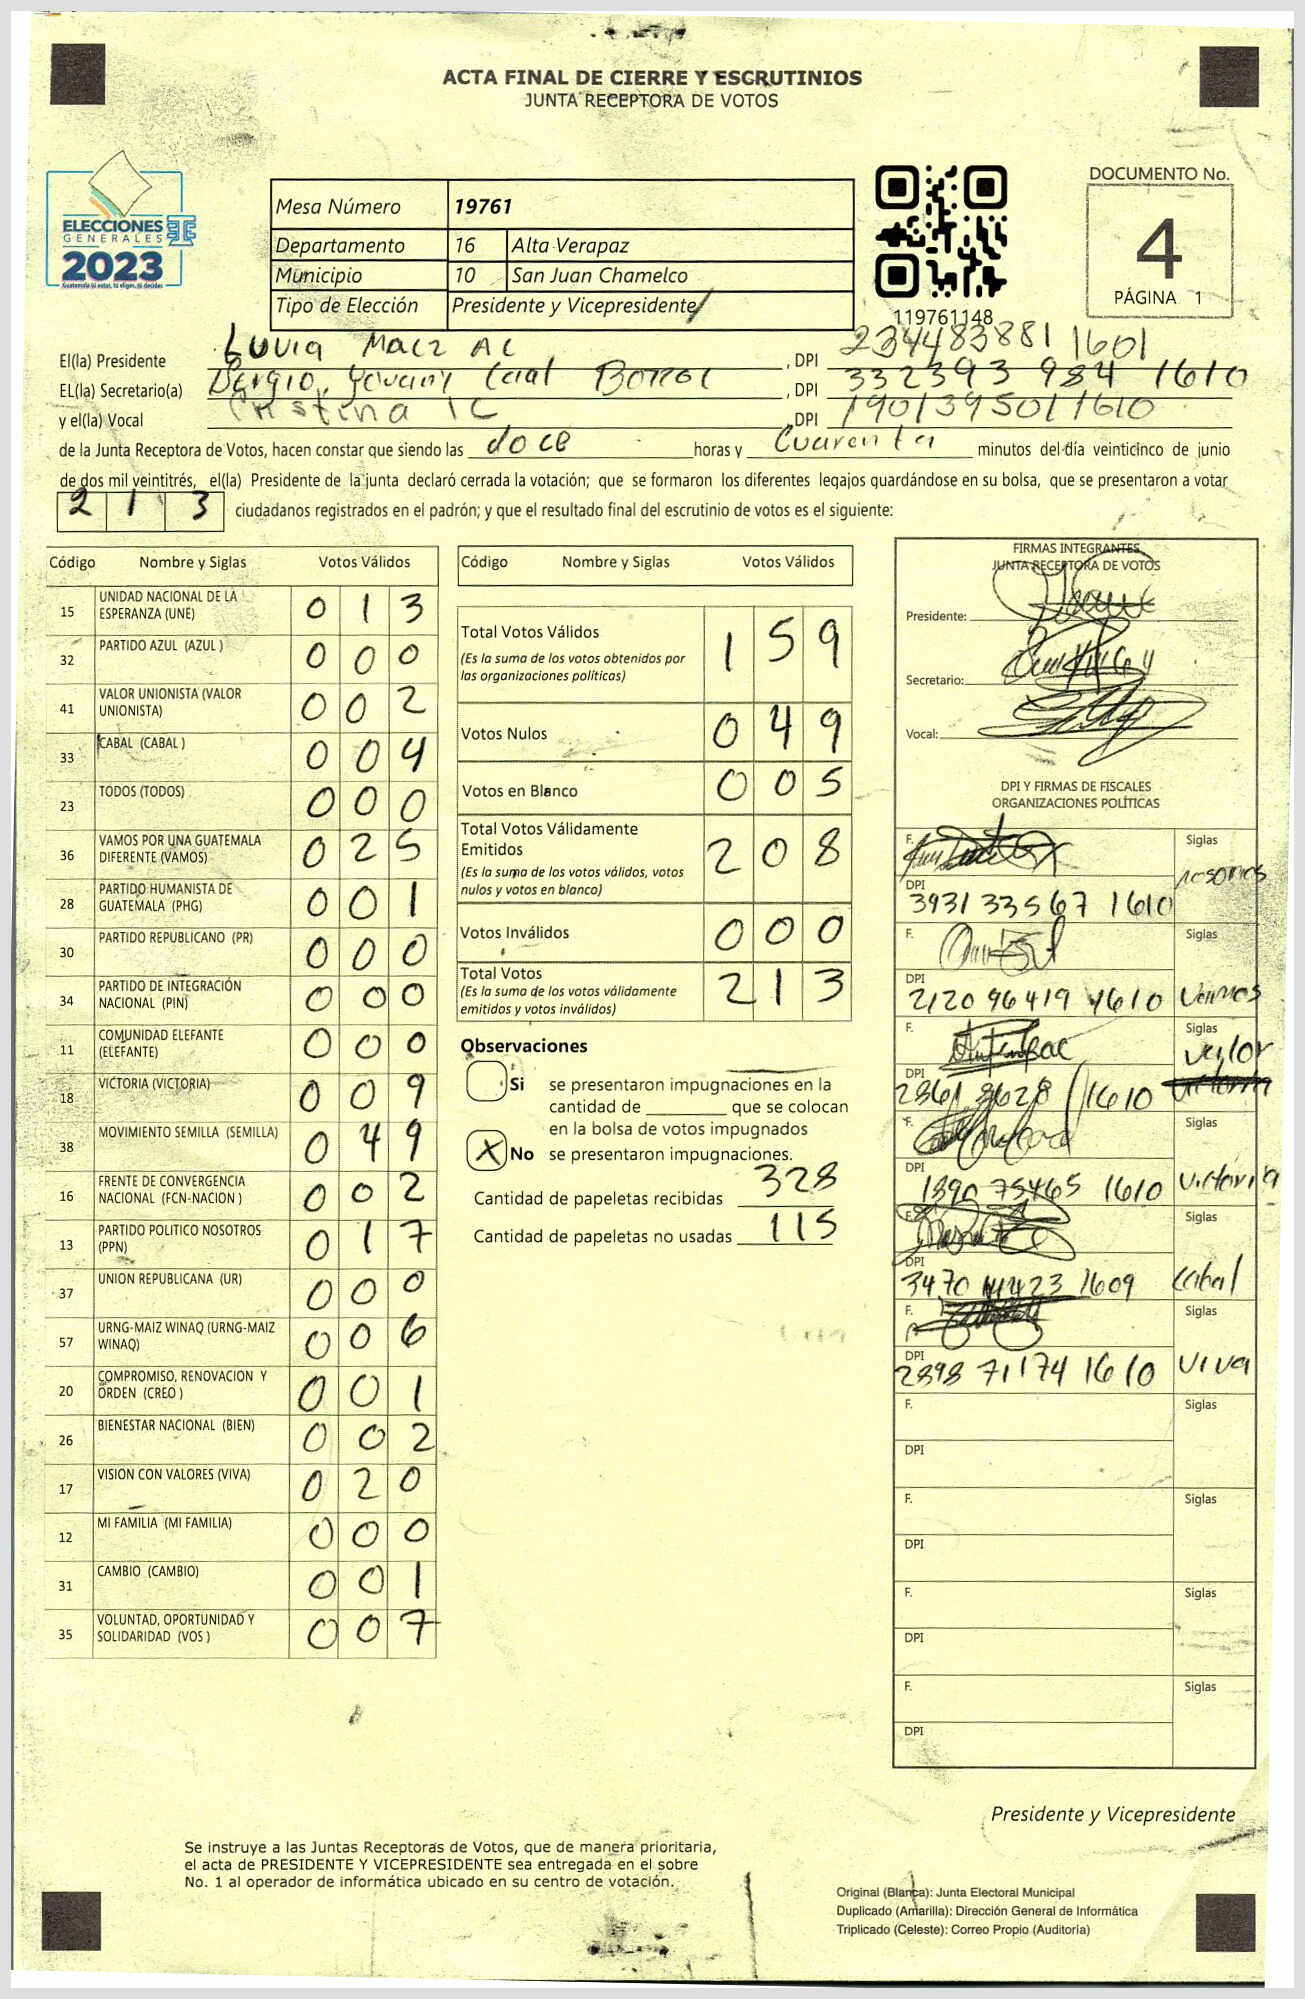 ACTA FINAL DE CIERRE Y ESCRUTINIOS
JUNTA RECEPTORA DE VOTOS
ELECCIONES
GENERALES
2023
Guatemala tú votas, tú eliges, tú decides
Mesa Número 19761
Departamento 16 Alta Verapaz
Municipio 10 San Juan Chamelco
Tipo de Elección Presidente y Vicepresidente
119761148
DOCUMENTO No.
4
PÁGINA 1
El(la) Presidente Luvia Macz AC , DPI 234483881 1601
EL(la) Secretario(a) Sergio Yovany Caal , DPI 332393 984 1610
y el(la) Vocal Cristina IC , DPI 190139501 1610
de la Junta Receptora de Votos, hacen constar que siendo las doce horas y Cuarenta minutos del día veinticinco de junio
de dos mil veintitrés, el(la) Presidente de la junta declaró cerrada la votación; que se formaron los diferentes legajos guardándose en su bolsa, que se presentaron a votar
2 1 3 ciudadanos registrados en el padrón; y que el resultado final del escrutinio de votos es el siguiente:
Código Nombre y Siglas Votos Válidos
15 UNIDAD NACIONAL DE LA ESPERANZA (UNE) 0 1 3
32 PARTIDO AZUL (AZUL ) 0 0 0
41 VALOR UNIONISTA (VALOR UNIONISTA) 0 0 2
33 CABAL (CABAL ) 0 0 4
23 TODOS (TODOS) 0 0 0
36 VAMOS POR UNA GUATEMALA DIFERENTE (VAMOS) 0 2 5
28 PARTIDO HUMANISTA DE GUATEMALA (PHG) 0 0 1
30 PARTIDO REPUBLICANO (PR) 0 0 0
34 PARTIDO DE INTEGRACIÓN NACIONAL (PIN) 0 0 0
11 COMUNIDAD ELEFANTE (ELEFANTE) 0 0 0
18 VICTORIA (VICTORIA) 0 0 9
38 MOVIMIENTO SEMILLA (SEMILLA) 0 4 9
16 FRENTE DE CONVERGENCIA NACIONAL (FCN-NACION ) 0 0 2
13 PARTIDO POLITICO NOSOTROS (PPN) 0 1 7
37 UNION REPUBLICANA (UR) 0 0 0
57 URNG-MAIZ WINAQ (URNG-MAIZ WINAQ) 0 0 6
20 COMPROMISO, RENOVACION Y ORDEN (CREO ) 0 0 1
26 BIENESTAR NACIONAL (BIEN) 0 0 2
17 VISION CON VALORES (VIVA) 0 2 0
12 MI FAMILIA (MI FAMILIA) 0 0 0
31 CAMBIO (CAMBIO) 0 0 1
35 VOLUNTAD, OPORTUNIDAD Y SOLIDARIDAD (VOS ) 0 0 7
Código Nombre y Siglas Votos Válidos
Total Votos Válidos 1 5 9
(Es la suma de los votos obtenidos por
las organizaciones políticas)
Votos Nulos 0 4 9
Votos en Blanco 0 0 5
Total Votos Válidamente
Emitidos 2 0 8
(Es la suma de los votos válidos, votos
nulos y votos en blanco)
Votos Inválidos 0 0 0
Total Votos 2 1 3
(Es la suma de los votos válidamente
emitidos y votos inválidos)
Observaciones
Si se presentaron impugnaciones en la
cantidad de ________ que se colocan
en la bolsa de votos impugnados
X No se presentaron impugnaciones.
Cantidad de papeletas recibidas 328
Cantidad de papeletas no usadas 115
FIRMAS INTEGRANTES
JUNTA RECEPTORA DE VOTOS
Presidente:
Secretario:
Vocal:
DPI Y FIRMAS DE FISCALES
ORGANIZACIONES POLÍTICAS
F. Siglas
DPI 3931 33567 1610
F. Siglas
DPI 2120 96419 1610 Vamos
F. Siglas valor
DPI 2861 8628 1610
F. Siglas
DPI 1890 75465 1610 Victoria
F. Siglas
DPI 3470 1609 Cabal
F. Siglas
DPI 2898 71174 1610 VIVA
F. Siglas
DPI
F. Siglas
DPI
F. Siglas
DPI
F. Siglas
DPI
Presidente y Vicepresidente
Se instruye a las Juntas Receptoras de Votos, que de manera prioritaria,
el acta de PRESIDENTE Y VICEPRESIDENTE sea entregada en el sobre
No. 1 al operador de informática ubicado en su centro de votación.
Original (Blanca): Junta Electoral Municipal
Duplicado (Amarilla): Dirección General de Informática
Triplicado (Celeste): Correo Propio (Auditoría)